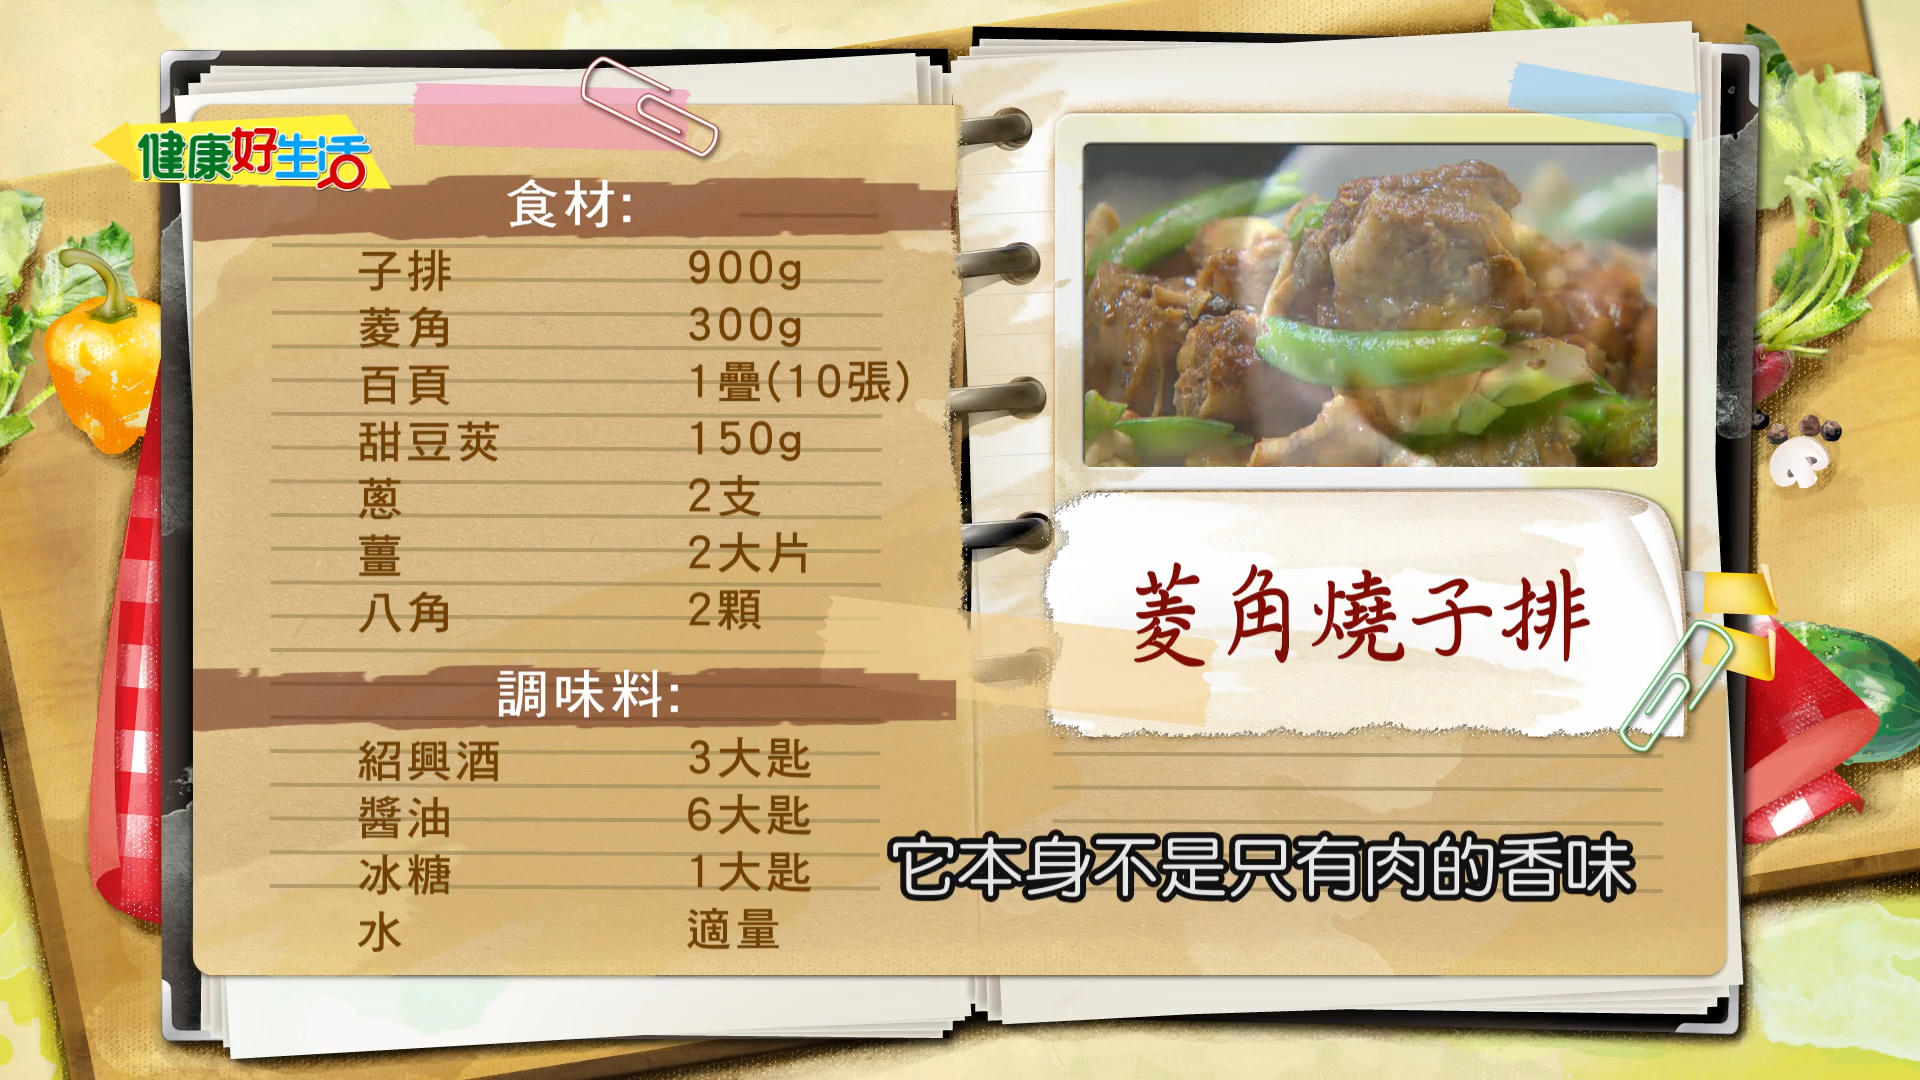 健康好生活
食材:
子排 900g
菱角 300g
百頁 1疊(10張)
甜豆莢 150g
蔥 2支
薑 2大片
八角 2顆
調味料:
紹興酒 3大匙
醬油 6大匙
冰糖 1大匙
水 適量
菱角燒子排
它本身不是只有肉的香味